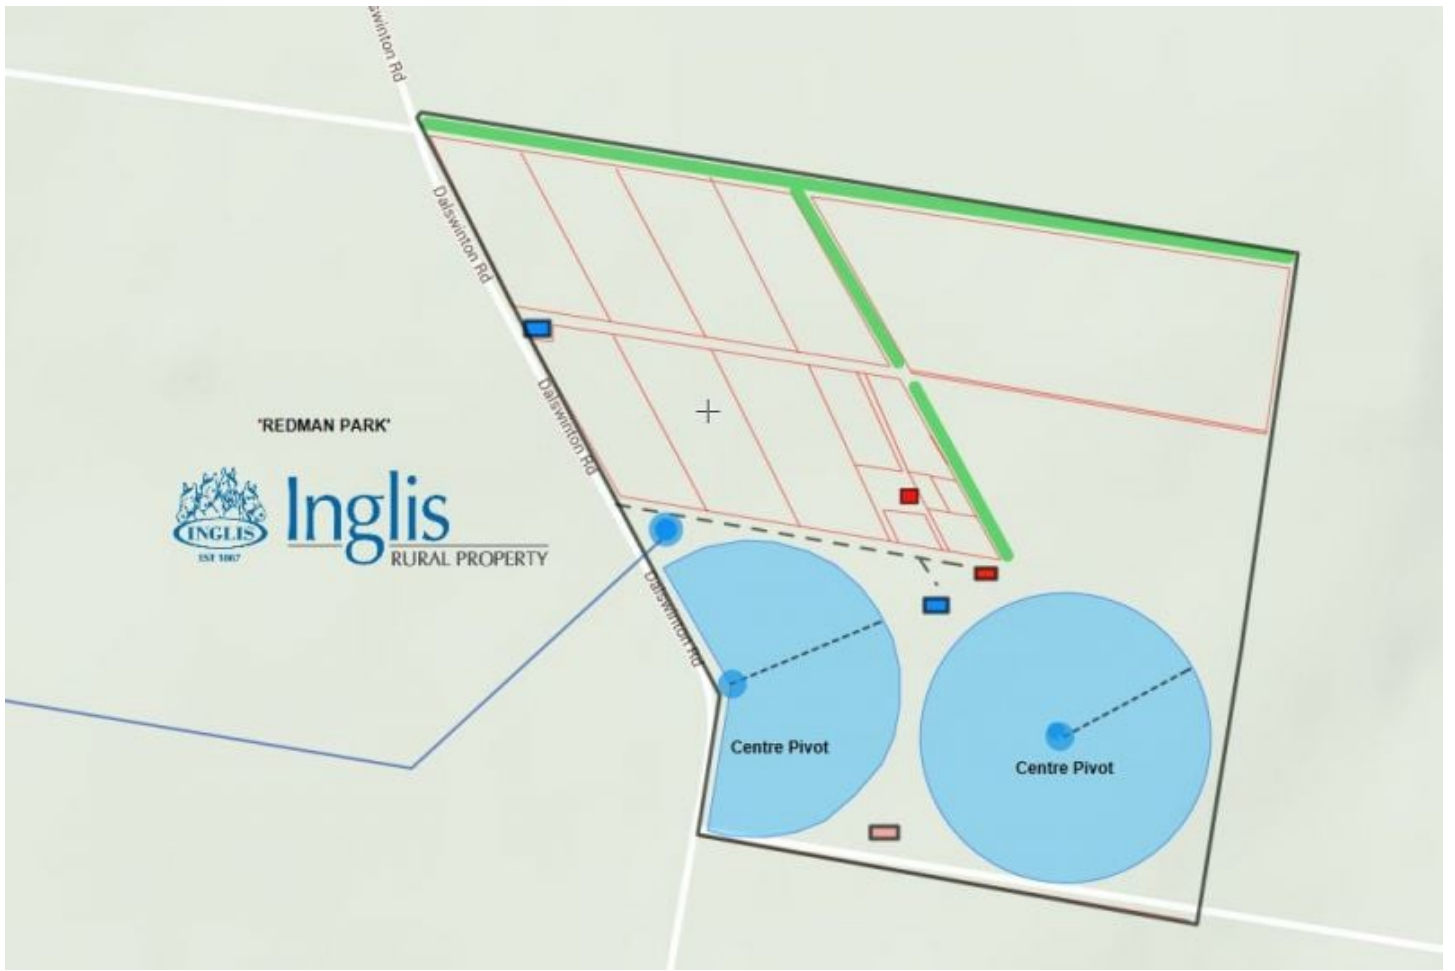 swinton Rd
Dalswinton Rd
Dalswinton Rd
'REDMAN PARK'
INGLIS
EST 1867
Inglis
RURAL PROPERTY
Dalswinton Rd
Centre Pivot
Centre Pivot